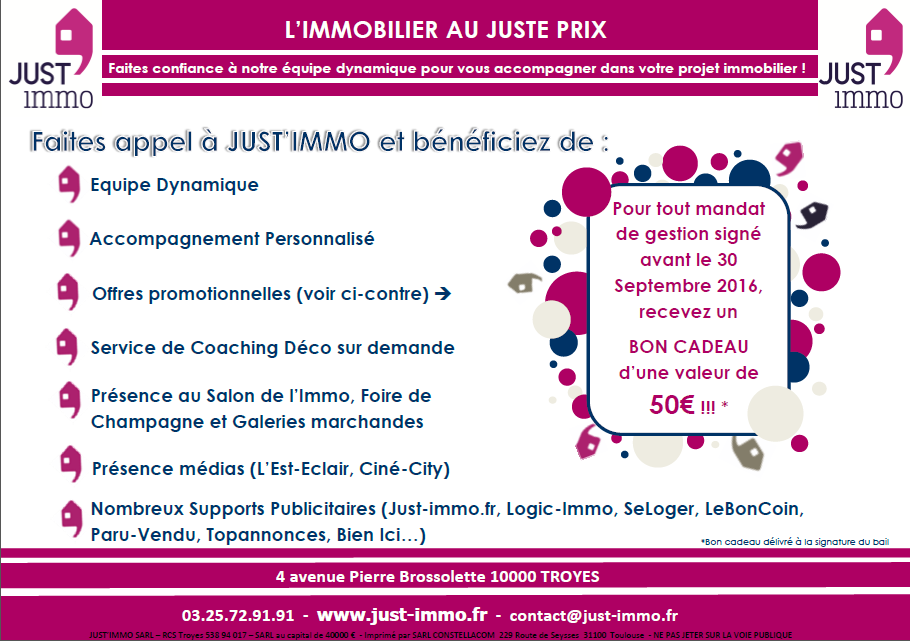 L'IMMOBILIER AU JUSTE PRIX
Faites confiance à notre équipe dynamique pour vous accompagner dans votre projet immobilier !
JUST'
immo
JUST'
immo
Faites appel à JUST'IMMO et bénéficiez de :
Equipe Dynamique
Accompagnement Personnalisé
Offres promotionnelles (voir ci-contre) ➔
Service de Coaching Déco sur demande
Présence au Salon de l'Immo, Foire de
Champagne et Galeries marchandes
Présence médias (L'Est-Eclair, Ciné-City)
Nombreux Supports Publicitaires (Just-immo.fr, Logic-Immo, SeLoger, LeBonCoin,
Paru-Vendu, Topannonces, Bien Ici…)
Pour tout mandat
de gestion signé
avant le 30
Septembre 2016,
recevez un
BON CADEAU
d'une valeur de
50€ !!! *
*Bon cadeau délivré à la signature du bail
4 avenue Pierre Brossolette 10000 TROYES
03.25.72.91.91 - www.just-immo.fr - contact@just-immo.fr
JUST'IMMO SARL – RCS Troyes 538 94 017 – SARL au capital de 40000 € - Imprimé par SARL CONSTELLACOM 229 Route de Seysses 31100 Toulouse - NE PAS JETER SUR LA VOIE PUBLIQUE